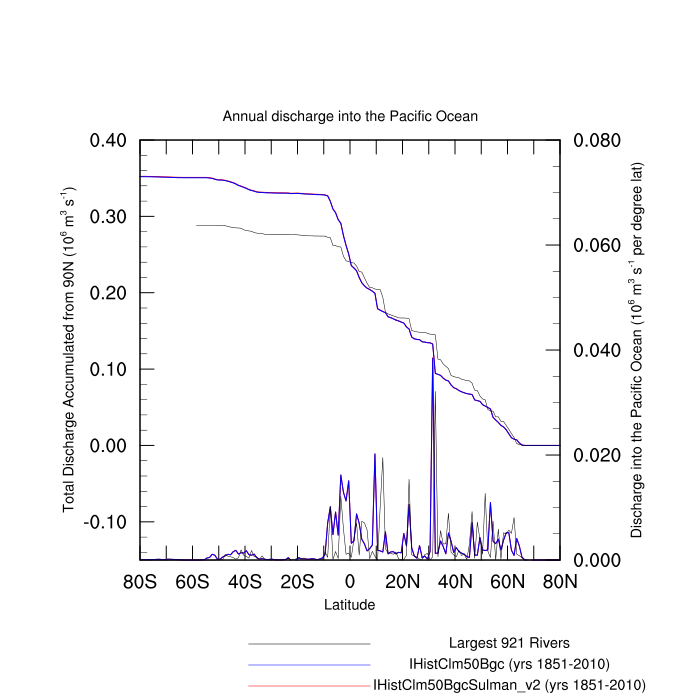 Annual discharge into the Pacific Ocean
0.40
0.30
0.20
0.10
0.00
-0.10
Total Discharge Accumulated from 90N (10⁶ m³ s⁻¹)
0.080
0.060
0.040
0.020
0.000
Discharge into the Pacific Ocean (10⁶ m³ s⁻¹ per degree lat)
80S 60S 40S 20S 0 20N 40N 60N 80N
Latitude
Largest 921 Rivers
IHistClm50Bgc (yrs 1851-2010)
IHistClm50BgcSulman_v2 (yrs 1851-2010)